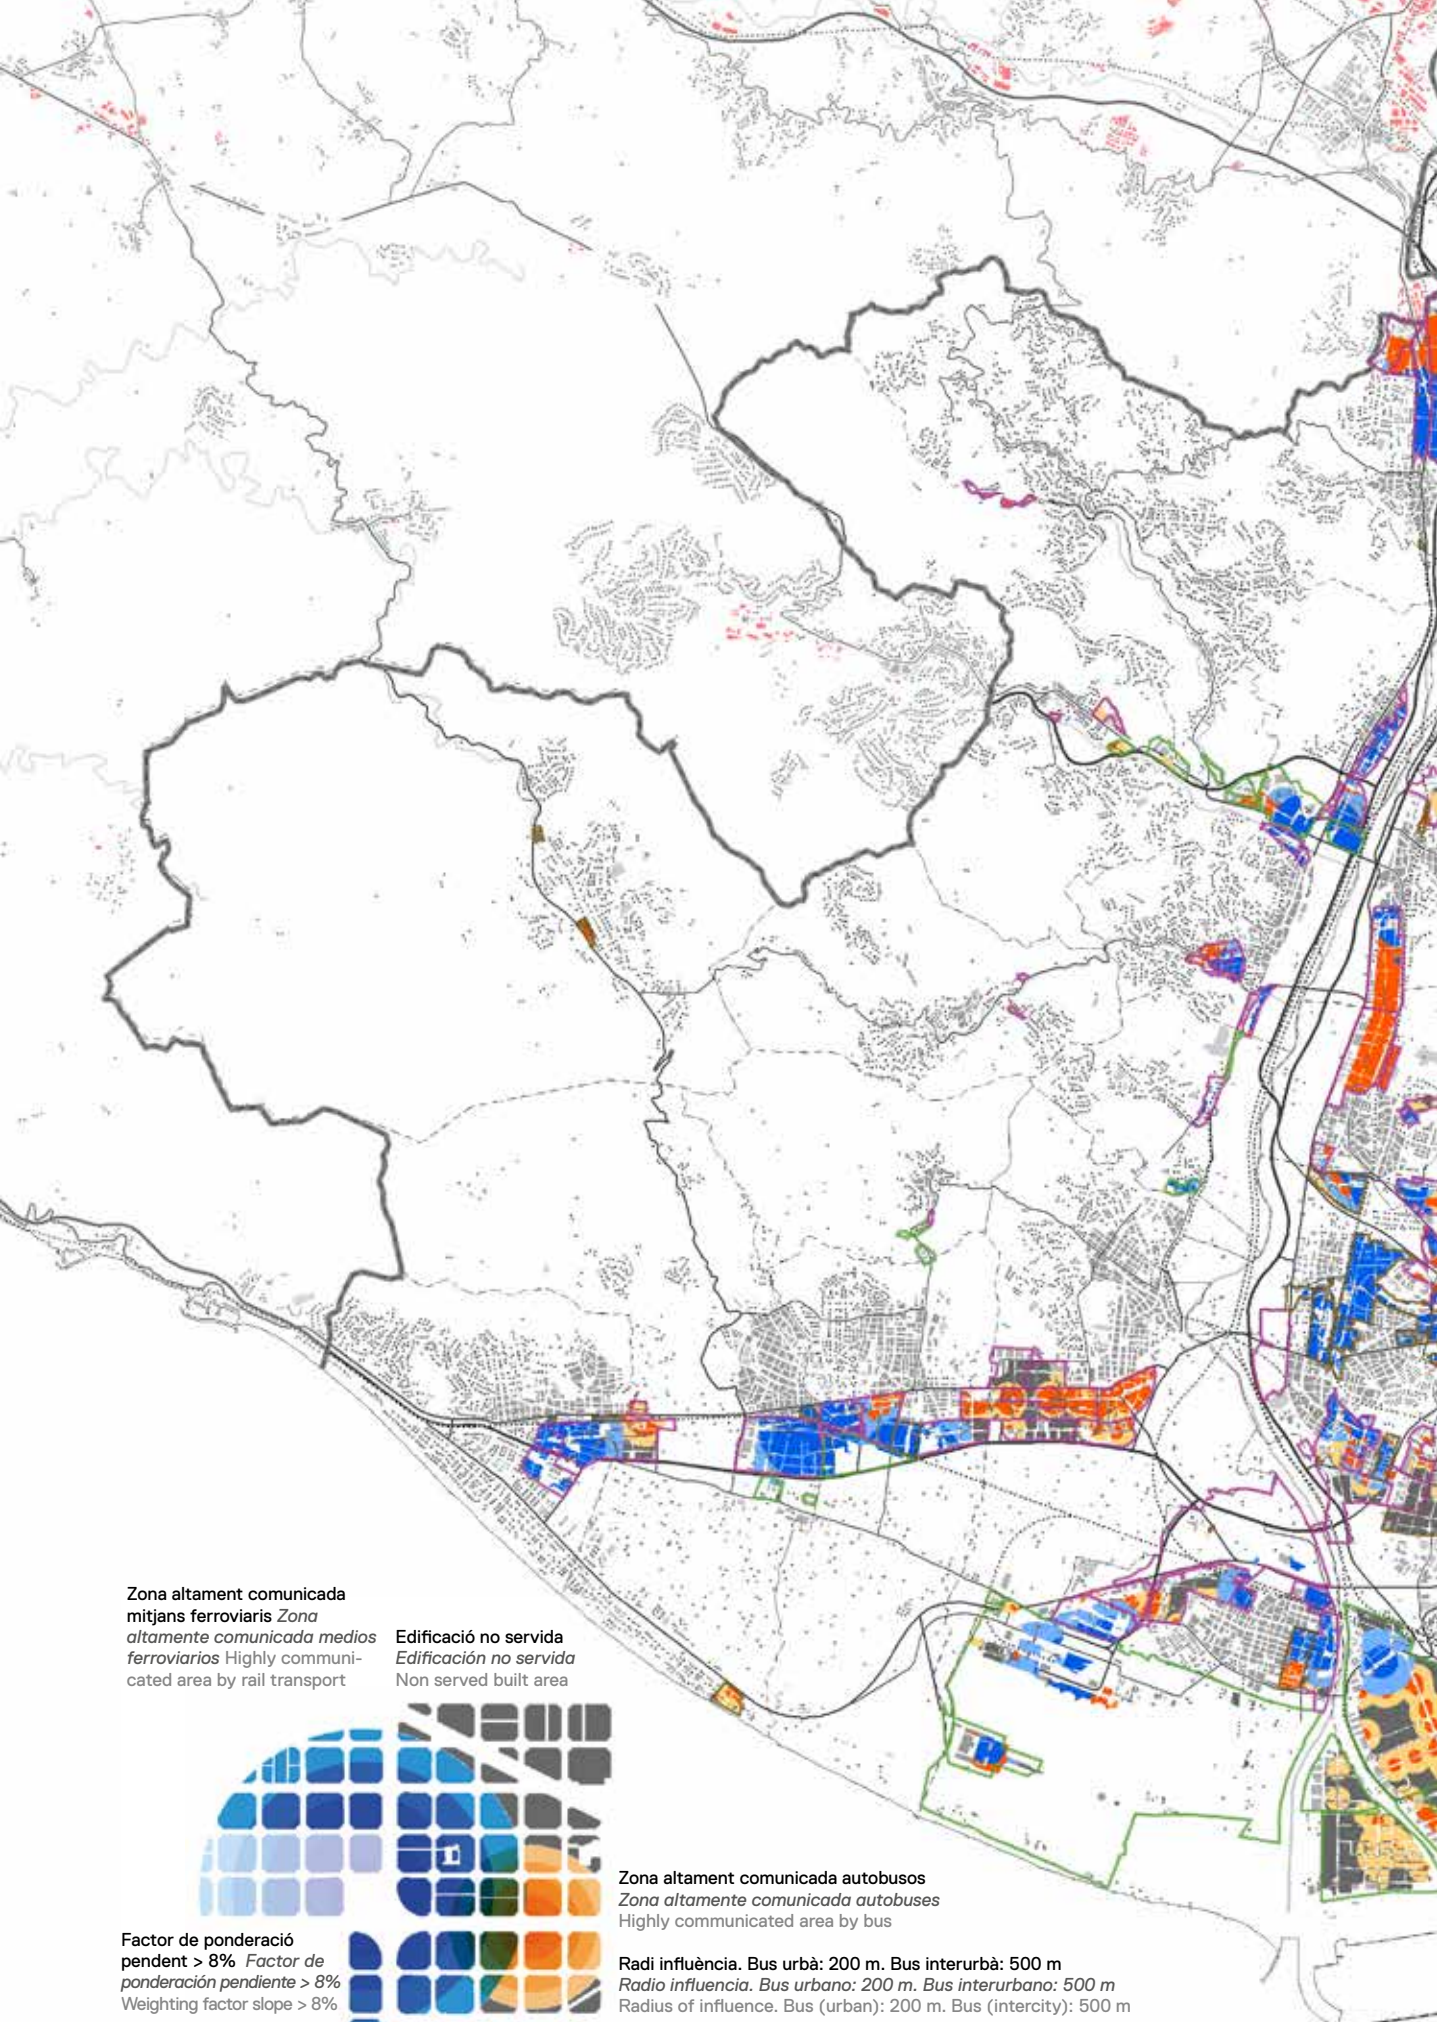 Zona altament comunicada
mitjans ferroviaris Zona
altamente comunicada medios
ferroviarios Highly communi-
cated area by rail transport
Edificació no servida
Edificación no servida
Non served built area
Zona altament comunicada autobusos
Zona altamente comunicada autobuses
Highly communicated area by bus
Factor de ponderació
pendent > 8% Factor de
ponderación pendiente > 8%
Weighting factor slope > 8%
Radi influència. Bus urbà: 200 m. Bus interurbà: 500 m
Radio influencia. Bus urbano: 200 m. Bus interurbano: 500 m
Radius of influence. Bus (urban): 200 m. Bus (intercity): 500 m